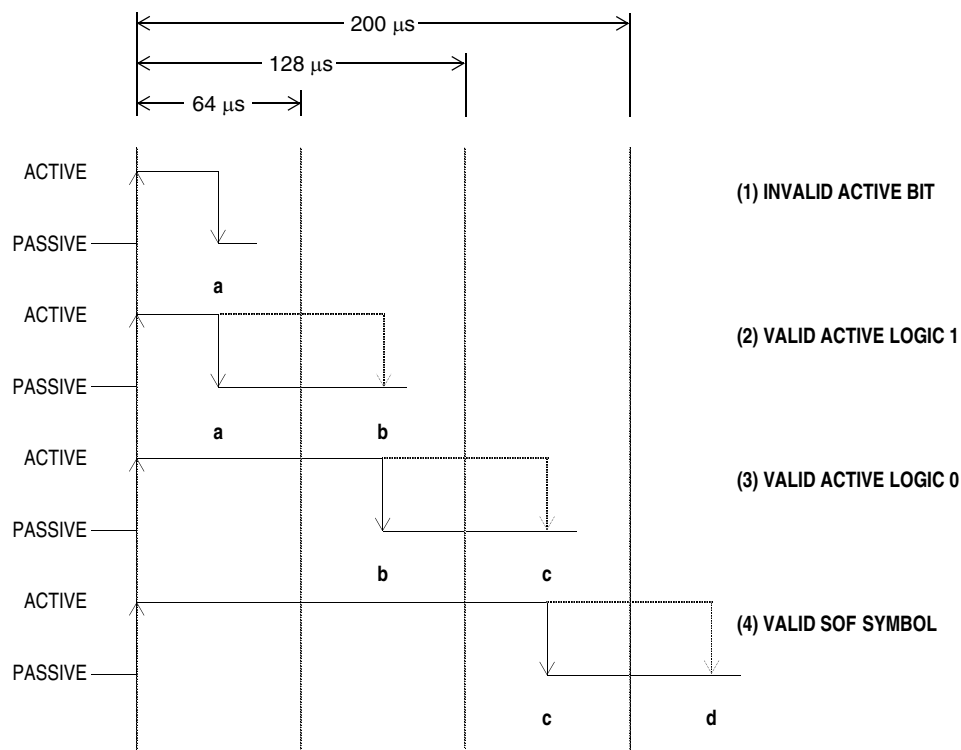 200 µs
128 µs
64 µs
ACTIVE
(1) INVALID ACTIVE BIT
PASSIVE
a
ACTIVE
(2) VALID ACTIVE LOGIC 1
PASSIVE
a b
ACTIVE
(3) VALID ACTIVE LOGIC 0
PASSIVE
b c
ACTIVE
(4) VALID SOF SYMBOL
PASSIVE
c d